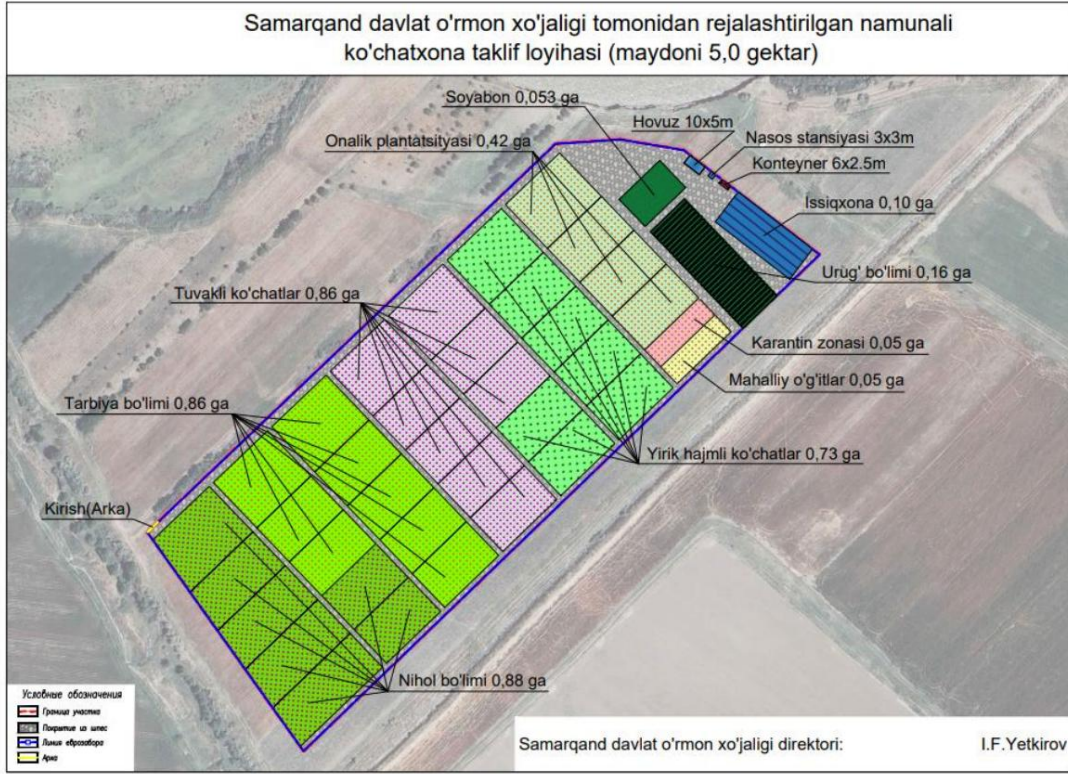 Samarqand davlat o'rmon xo'jaligi tomonidan rejalashtirilgan namunali
ko'chatxona taklif loyihasi (maydoni 5,0 gektar)
Soyabon 0,053 ga
Hovuz 10x5m
Onalik plantatsityasi 0,42 ga
Nasos stansiyasi 3x3m
Konteyner 6x2.5m
Issiqxona 0,10 ga
Urug' bo'limi 0,16 ga
Tuvakli ko'chatlar 0,86 ga
Karantin zonasi 0,05 ga
Mahalliy o'g'itlar 0,05 ga
Tarbiya bo'limi 0,86 ga
Yirik hajmli ko'chatlar 0,73 ga
Kirish(Arka)
Nihol bo'limi 0,88 ga
Условные обозначения
Граница участка
Покрытие из щпес
Линия еврозабора
Арка
Samarqand davlat o'rmon xo'jaligi direktori:
I.F.Yetkirov